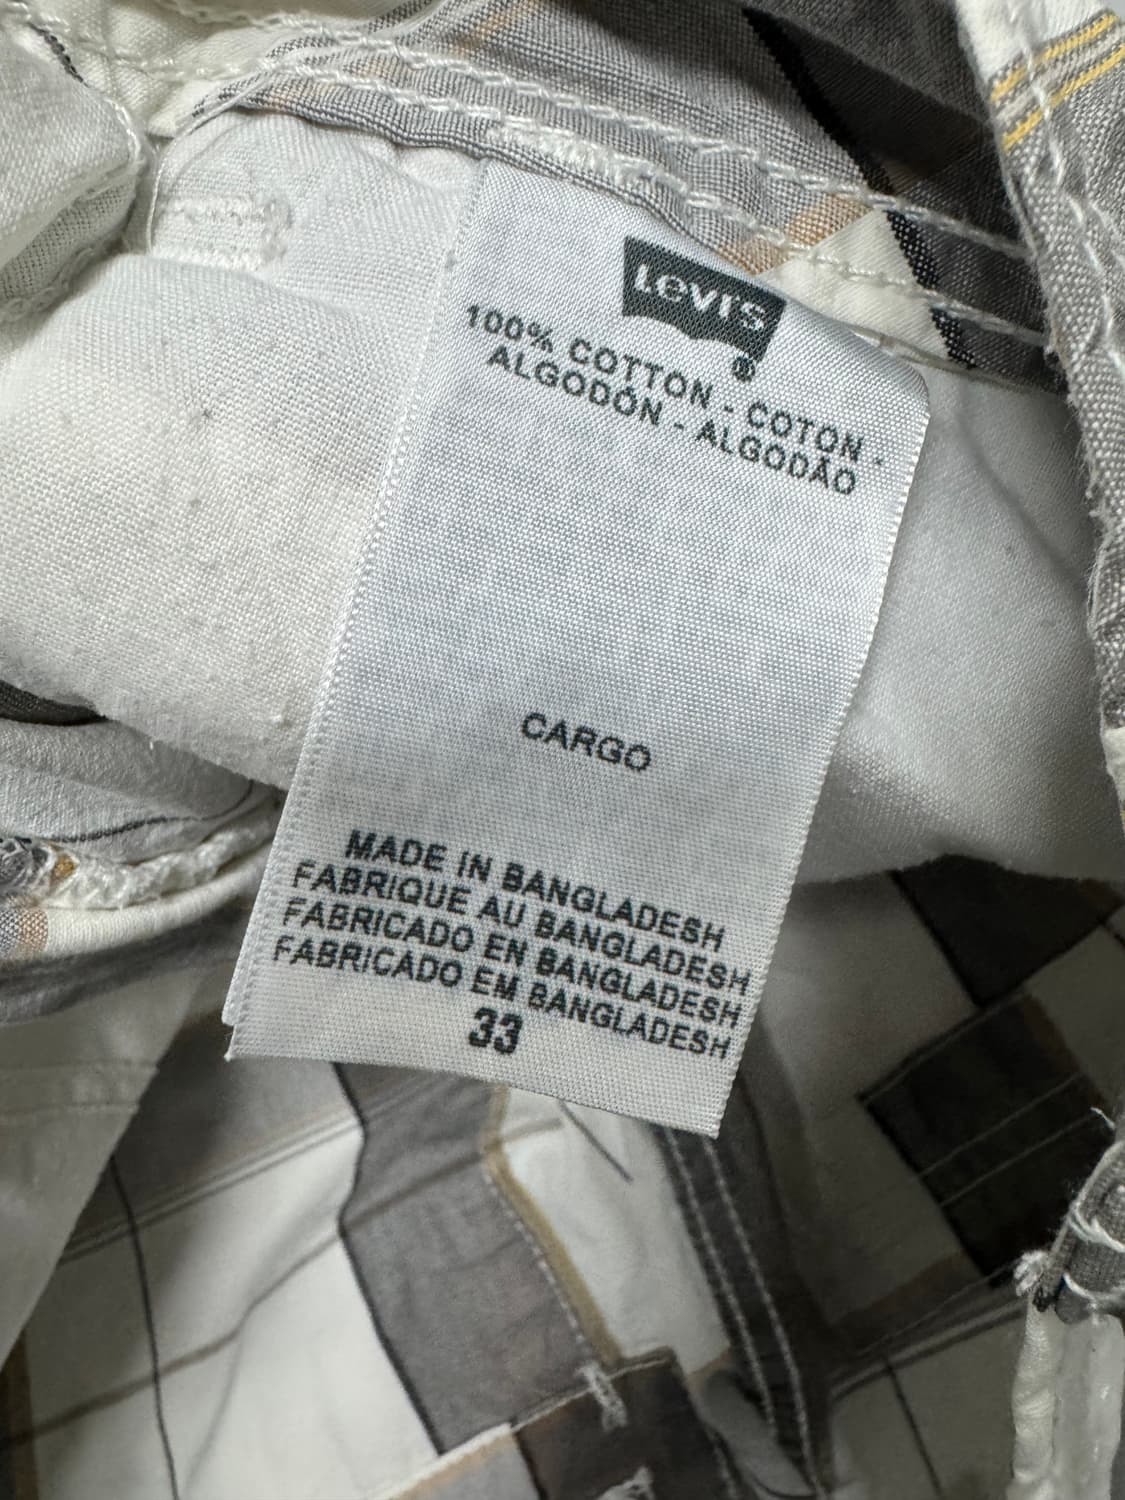 Levi's
®
100% COTTON - COTON -
ALGODÓN - ALGODÃO
CARGO
MADE IN BANGLADESH
FABRIQUE AU BANGLADESH
FABRICADO EN BANGLADESH
FABRICADO EM BANGLADESH
33